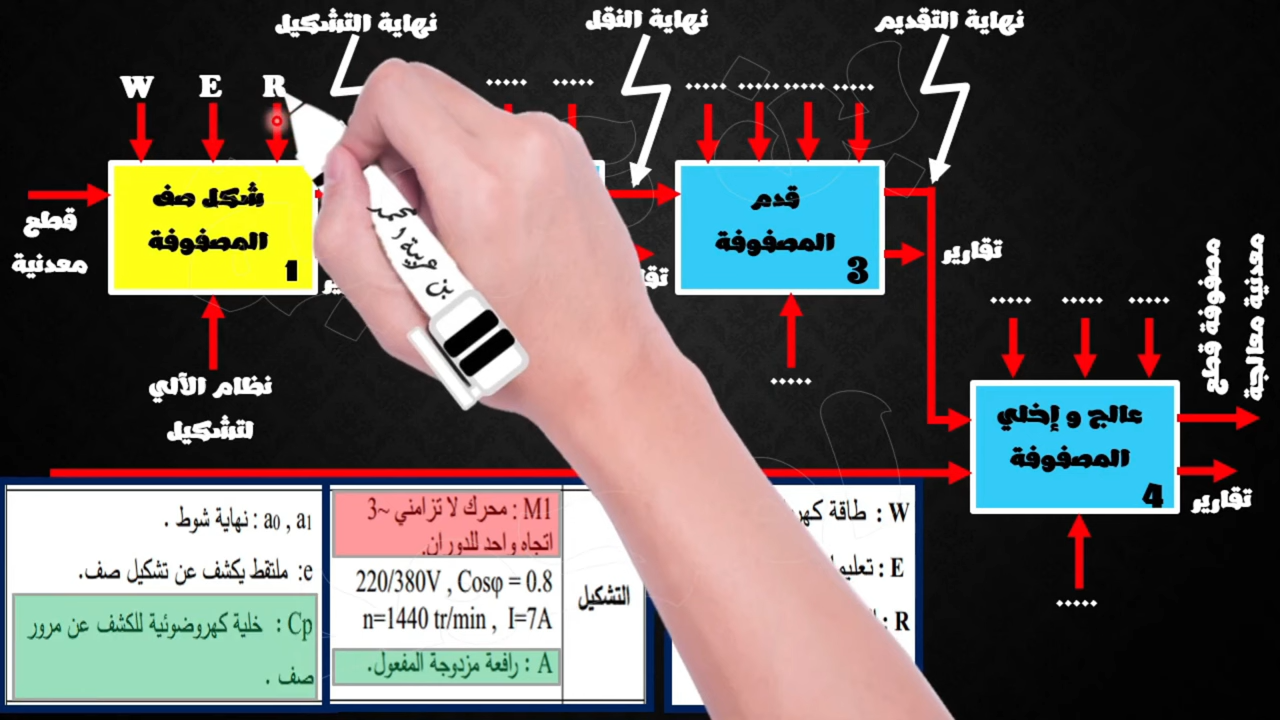 نهاية التشكيل
نهاية النقل
نهاية التقديم
W E R
..... .....
..... ..... ..... .....
قطع
معدنية
شكل صف
المصفوفة
1
قدم
المصفوفة
3
تقارير
مصفوفة قطع
معدنية معالجة
.....
..... ..... .....
نظام الآلي
لتشكيل
عالج و إخلي
المصفوفة
4
تقارير
.....
a0 , a1 : نهاية شوط .
e: ملتقط يكشف عن تشكيل صف.
Cp : خلية كهروضوئية للكشف عن مرور
صف .
M1 : محرك لا تزامني ~3
اتجاه واحد للدوران.
220/380V , Cosφ = 0.8
n=1440 tr/min , I=7A
A : رافعة مزدوجة المفعول.
التشكيل
W : طاقة
E :
R :